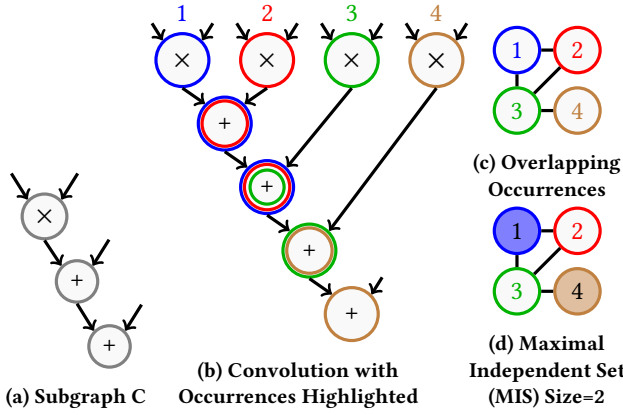 1 2 3 4
× × × ×
+
+
+
+
(b) Convolution with
Occurrences Highlighted
×
+
+
(a) Subgraph C
1 2
3 4
(c) Overlapping
Occurrences
1 2
3 4
(d) Maximal
Independent Set
(MIS) Size=2